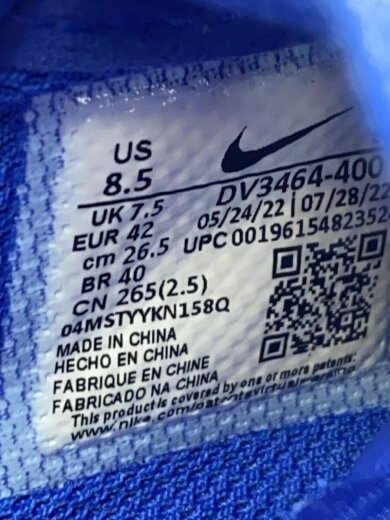 US
8.5
DV3464-400
UK 7.5
05/24/22 | 07/28/22
EUR 42
UPC 0019615482352
cm 26.5
BR 40
CN 265(2.5)
04MSTYYKN158Q
MADE IN CHINA
HECHO EN CHINA
FABRIQUE EN CHINE
FABRICADO NA CHINA
This product is covered by one or more patents: